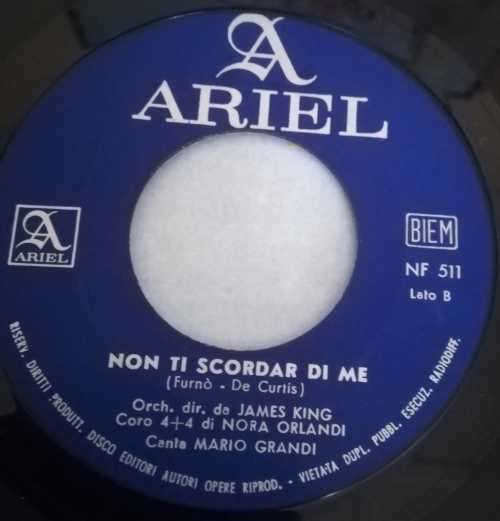 A
ARIEL
A
ARIEL
BIEM
NF 511
Lato B
NON TI SCORDAR DI ME
(Furnò - De Curtis)
Orch. dir. da JAMES KING
Coro 4+4 di NORA ORLANDI
Canta MARIO GRANDI
RISERV. DIRITTI PRODUTT. DISCO EDITORI AUTORI OPERE RIPROD. - VIETATA DUPL. PUBBL. ESECUZ. RADIODIFF.